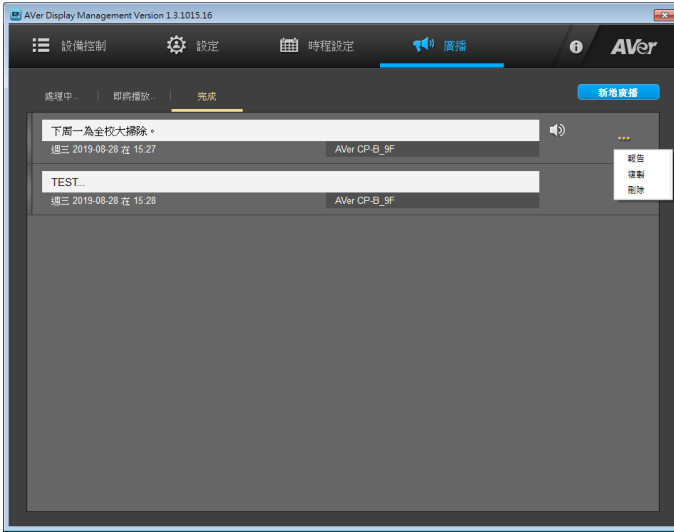 AVer Display Management Version 1.3.1015.16
設備控制 設定 時程設定 廣播 AVer
處理中.. 即將播放.. 完成 新增廣播
下周一為全校大掃除。
週三 2019-08-28 在 15:27 AVer CP-B_9F
報告
複製
刪除
TEST...
週三 2019-08-28 在 15:28 AVer CP-B_9F